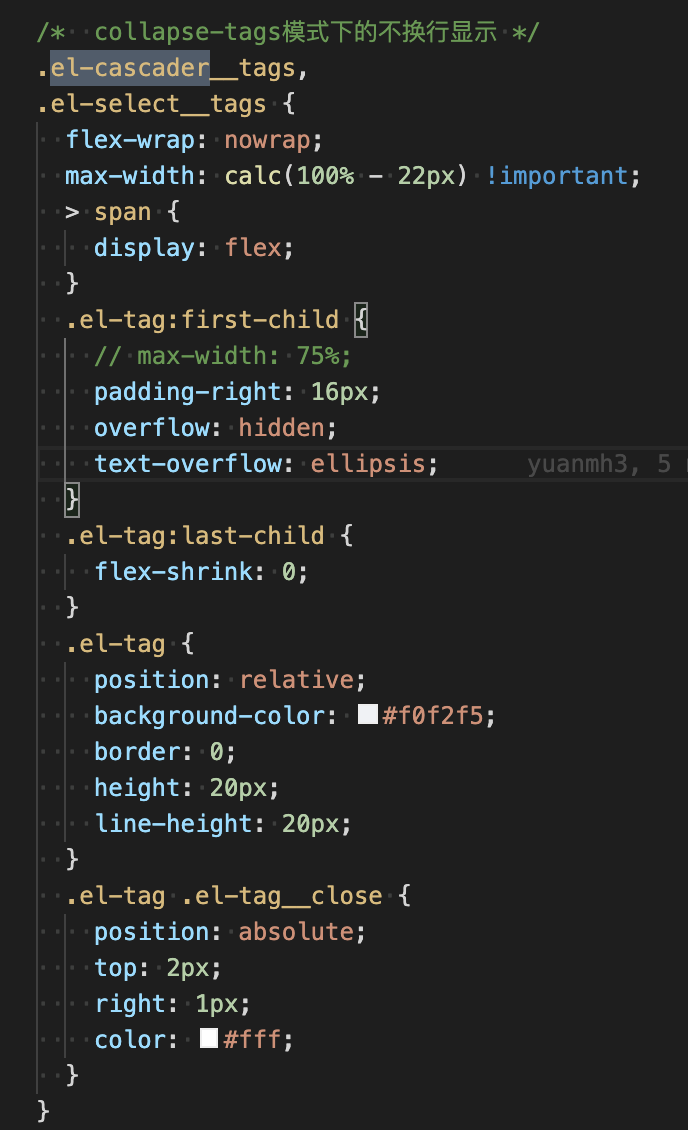 /*  collapse-tags模式下的不换行显示 */
.el-cascader__tags,
.el-select__tags {
  flex-wrap: nowrap;
  max-width: calc(100% - 22px) !important;
  > span {
    display: flex;
  }
  .el-tag:first-child {
    // max-width: 75%;
    padding-right: 16px;
    overflow: hidden;
    text-overflow: ellipsis;      yuanmh3, 5
  }
  .el-tag:last-child {
    flex-shrink: 0;
  }
  .el-tag {
    position: relative;
    background-color: #f0f2f5;
    border: 0;
    height: 20px;
    line-height: 20px;
  }
  .el-tag .el-tag__close {
    position: absolute;
    top: 2px;
    right: 1px;
    color: #fff;
  }
}